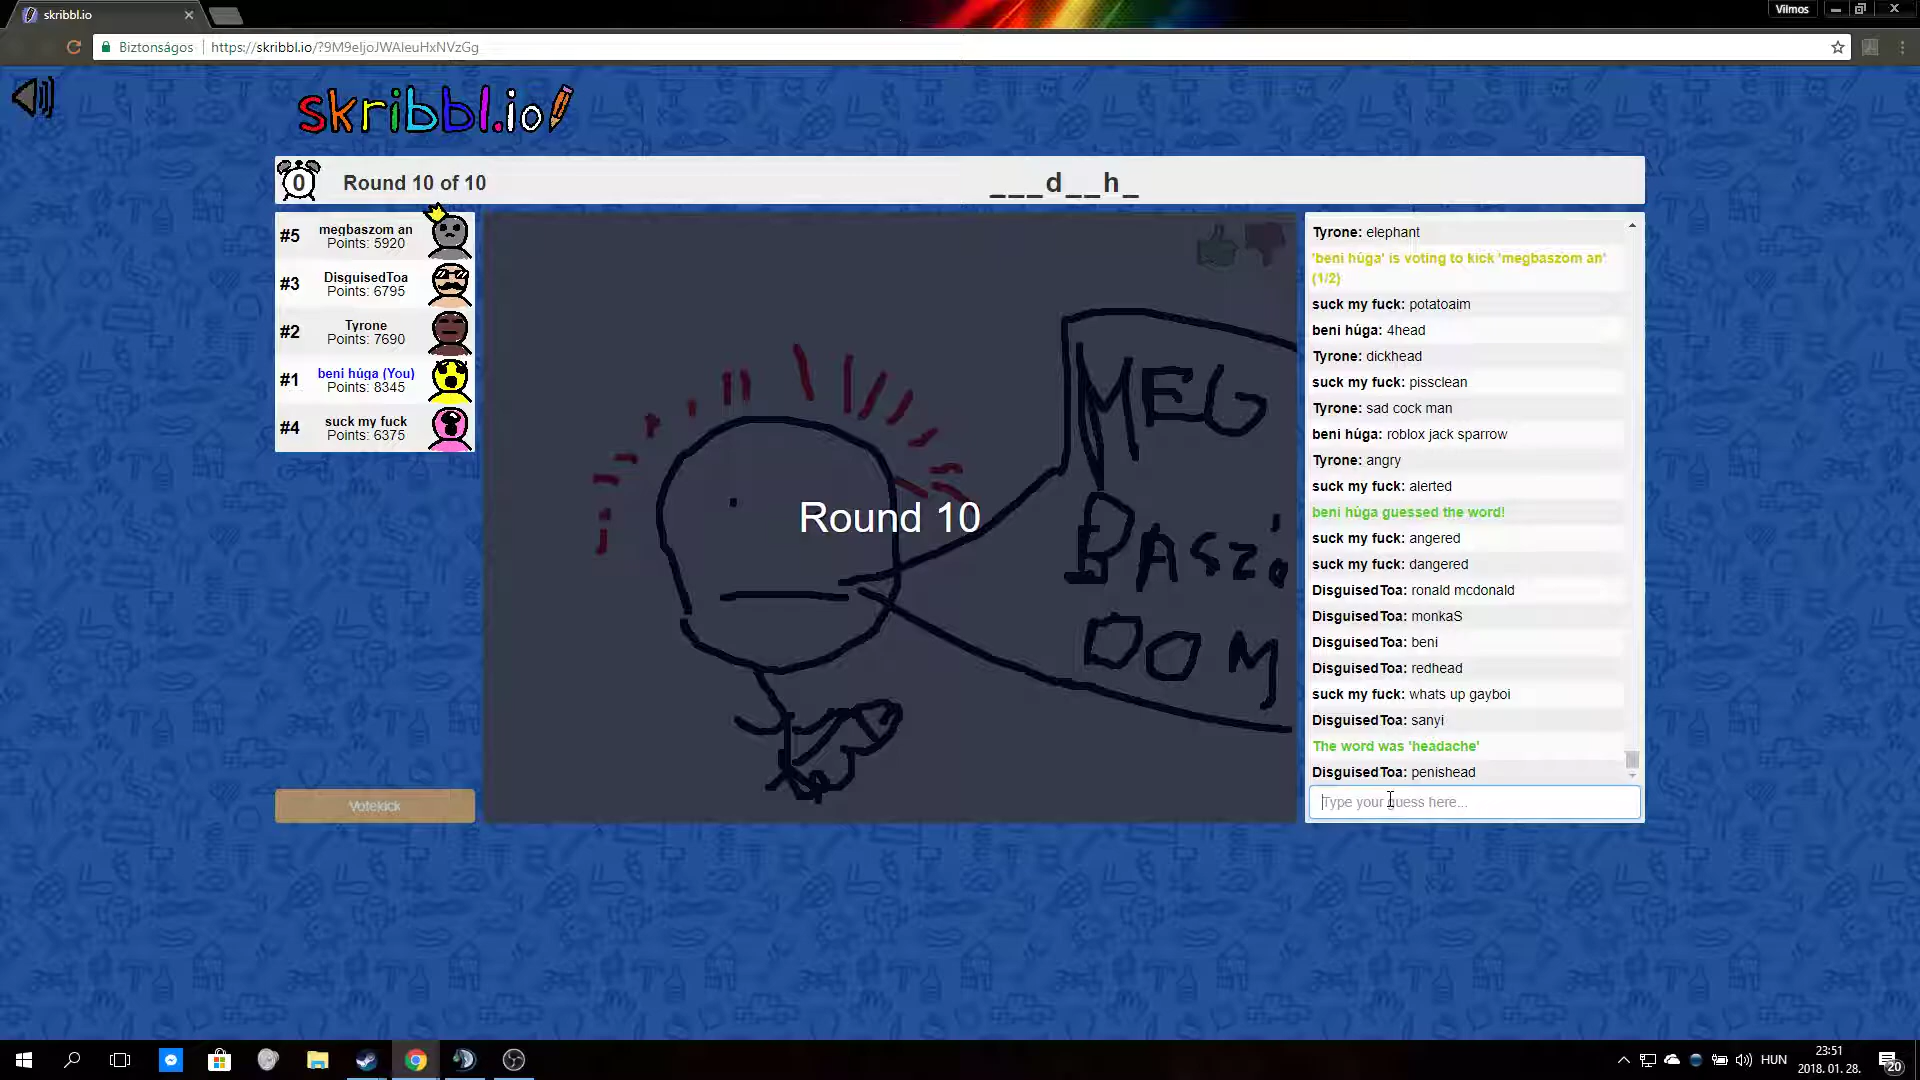 skribbl.io
Vilmos
Biztonságos
https://skribbl.io/?9M9eljoJWAleuHxNVzGg
skribbl.io
0
Round 10 of 10
___d__h_
#5
megbaszom an
Points: 5920
#3
DisguisedToa
Points: 6795
#2
Tyrone
Points: 7690
#1
beni húga (You)
Points: 8345
#4
suck my fuck
Points: 6375
Votekick
MEG
BASZÓ
DOM
Round 10
Tyrone: elephant
'beni húga' is voting to kick 'megbaszom an'
(1/2)
suck my fuck: potatoaim
beni húga: 4head
Tyrone: dickhead
suck my fuck: pissclean
Tyrone: sad cock man
beni húga: roblox jack sparrow
Tyrone: angry
suck my fuck: alerted
beni húga guessed the word!
suck my fuck: angered
suck my fuck: dangered
DisguisedToa: ronald mcdonald
DisguisedToa: monkaS
DisguisedToa: beni
DisguisedToa: redhead
suck my fuck: whats up gayboi
DisguisedToa: sanyi
The word was 'headache'
DisguisedToa: penishead
Type your guess here...
HUN
23:51
2018. 01. 28.
20